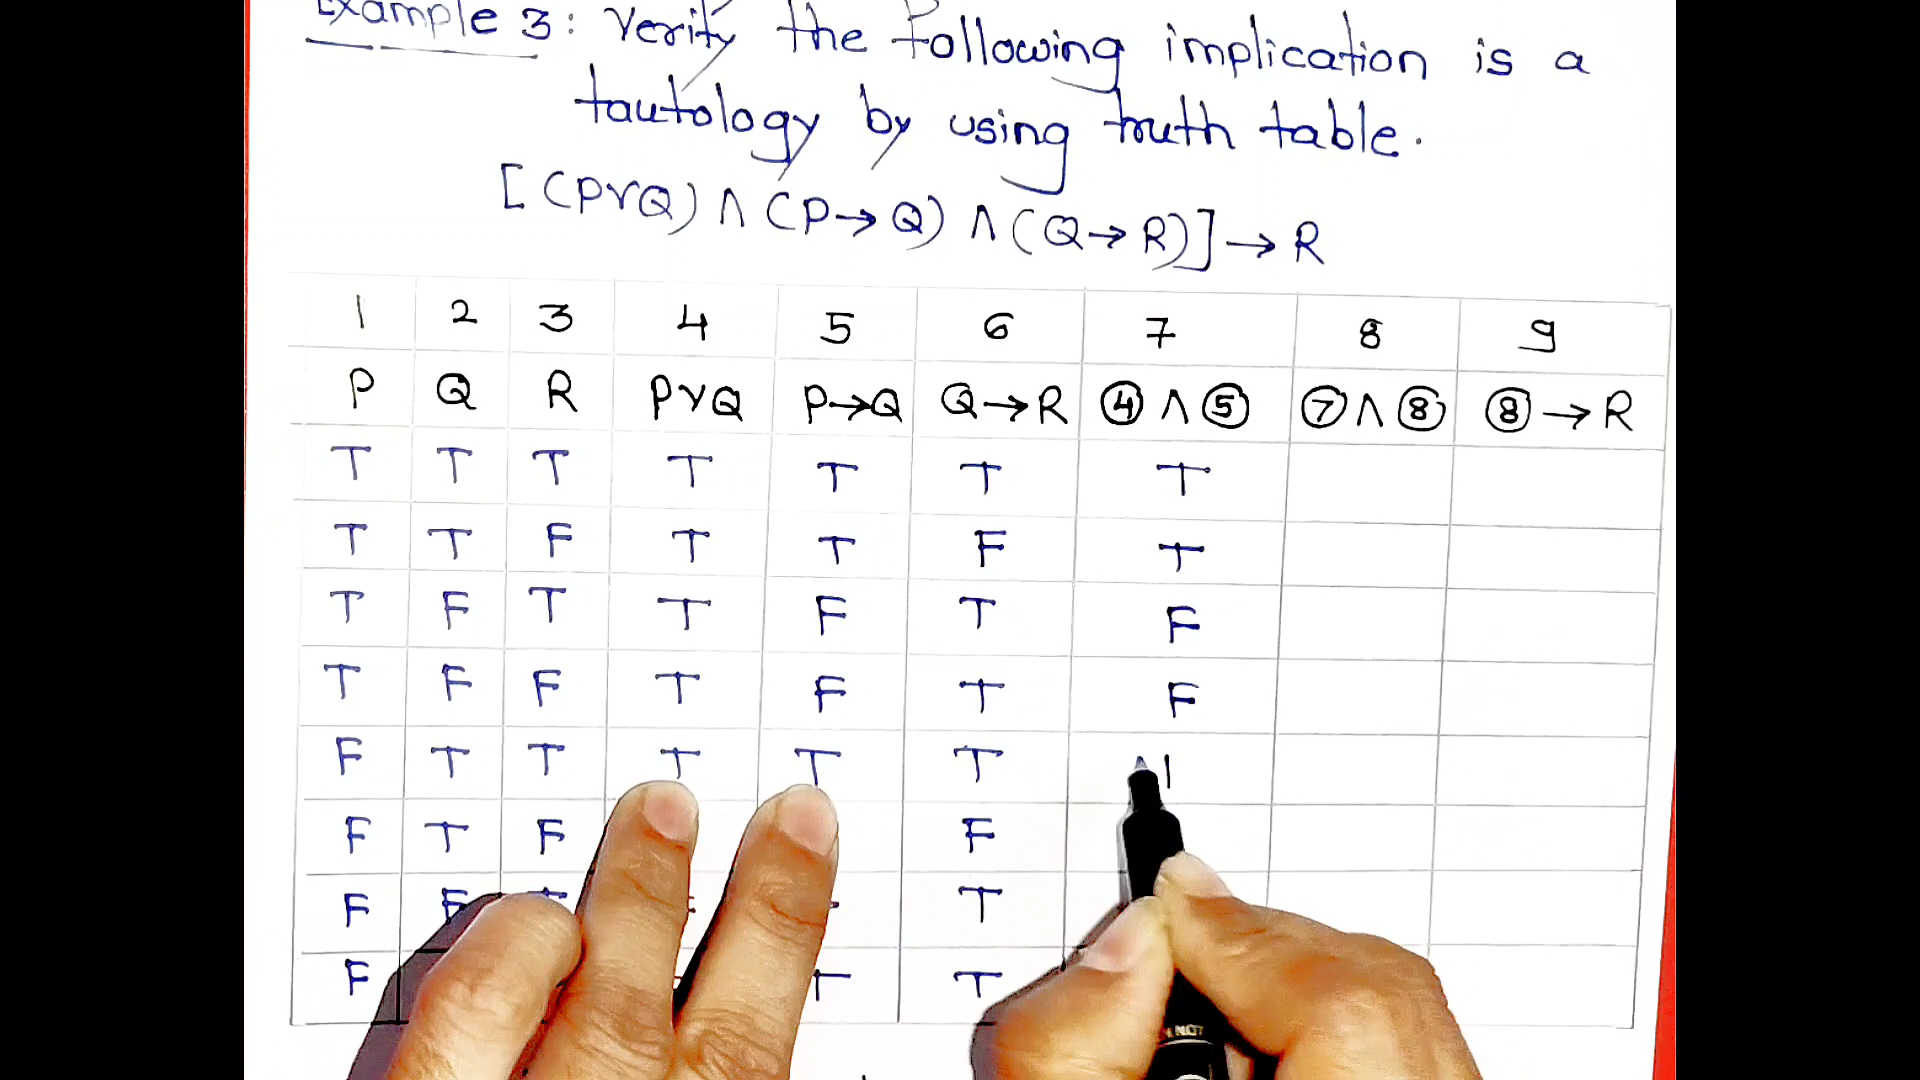 Example 3: Verify the following implication is a
tautology by using truth table.
[(P∨Q) ∧ (P→Q) ∧ (Q→R)] → R
1 2 3 4 5 6 7 8 9
P Q R P∨Q P→Q Q→R ④ ∧ ⑤ ⑦ ∧ ⑧ ⑧ → R
T T T T T T T
T T F T T F T
T F T T F T F
T F F T F T F
F T T T T T
F T F F
F F T
F T T